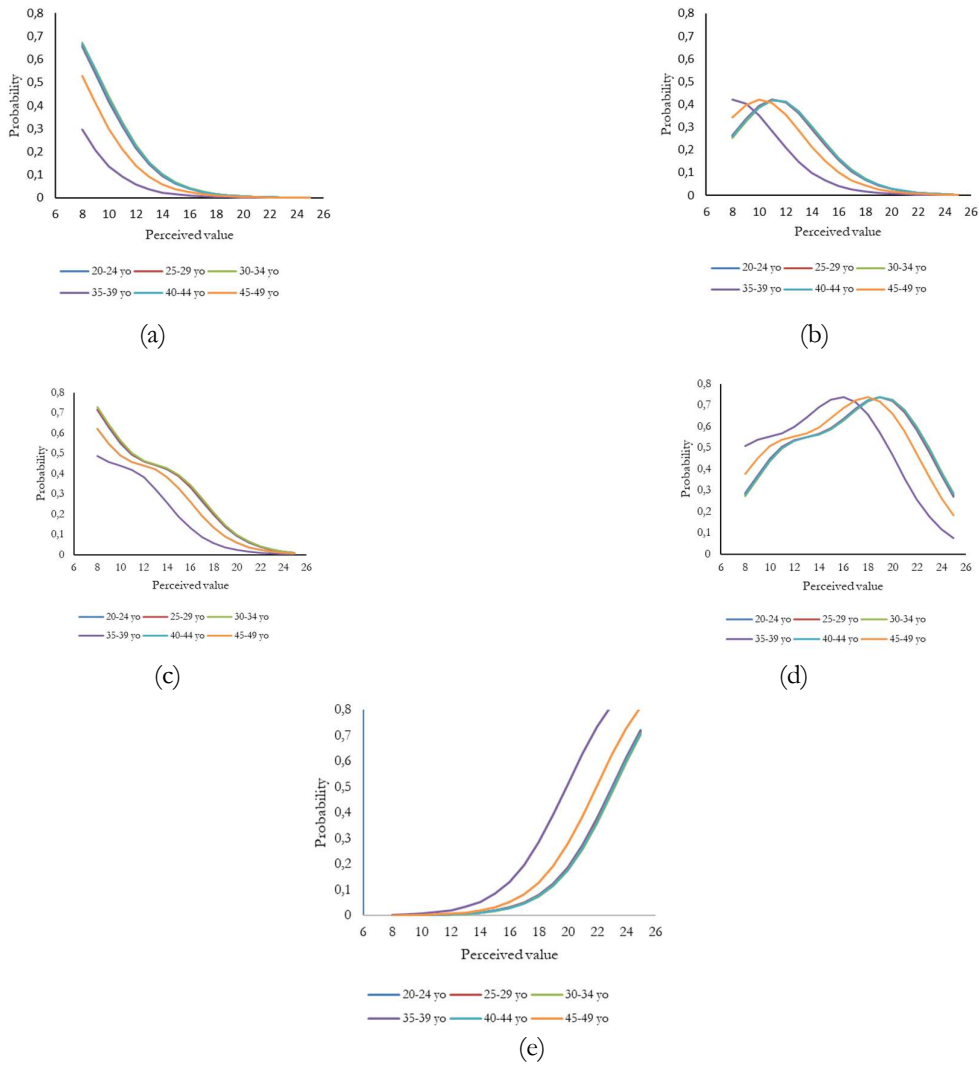 0,8
0,7
0,6
0,5
0,4
0,3
0,2
0,1
0
Probability
6 8 10 12 14 16 18 20 22 24 26
Perceived value
20-24 yo 25-29 yo 30-34 yo
35-39 yo 40-44 yo 45-49 yo
(a)
0,8
0,7
0,6
0,5
0,4
0,3
0,2
0,1
0
Probability
6 8 10 12 14 16 18 20 22 24 26
Perceived value
20-24 yo 25-29 yo 30-34 yo
35-39 yo 40-44 yo 45-49 yo
(b)
0,8
0,7
0,6
0,5
0,4
0,3
0,2
0,1
0
Probability
6 8 10 12 14 16 18 20 22 24 26
Perceived value
20-24 yo 25-29 yo 30-34 yo
35-39 yo 40-44 yo 45-49 yo
(c)
0,8
0,7
0,6
0,5
0,4
0,3
0,2
0,1
0
Probability
6 8 10 12 14 16 18 20 22 24 26
Perceived value
20-24 yo 25-29 yo 30-34 yo
35-39 yo 40-44 yo 45-49 yo
(d)
0,8
0,7
0,6
0,5
0,4
0,3
0,2
0,1
0
Probability
6 8 10 12 14 16 18 20 22 24 26
Perceived value
20-24 yo 25-29 yo 30-34 yo
35-39 yo 40-44 yo 45-49 yo
(e)